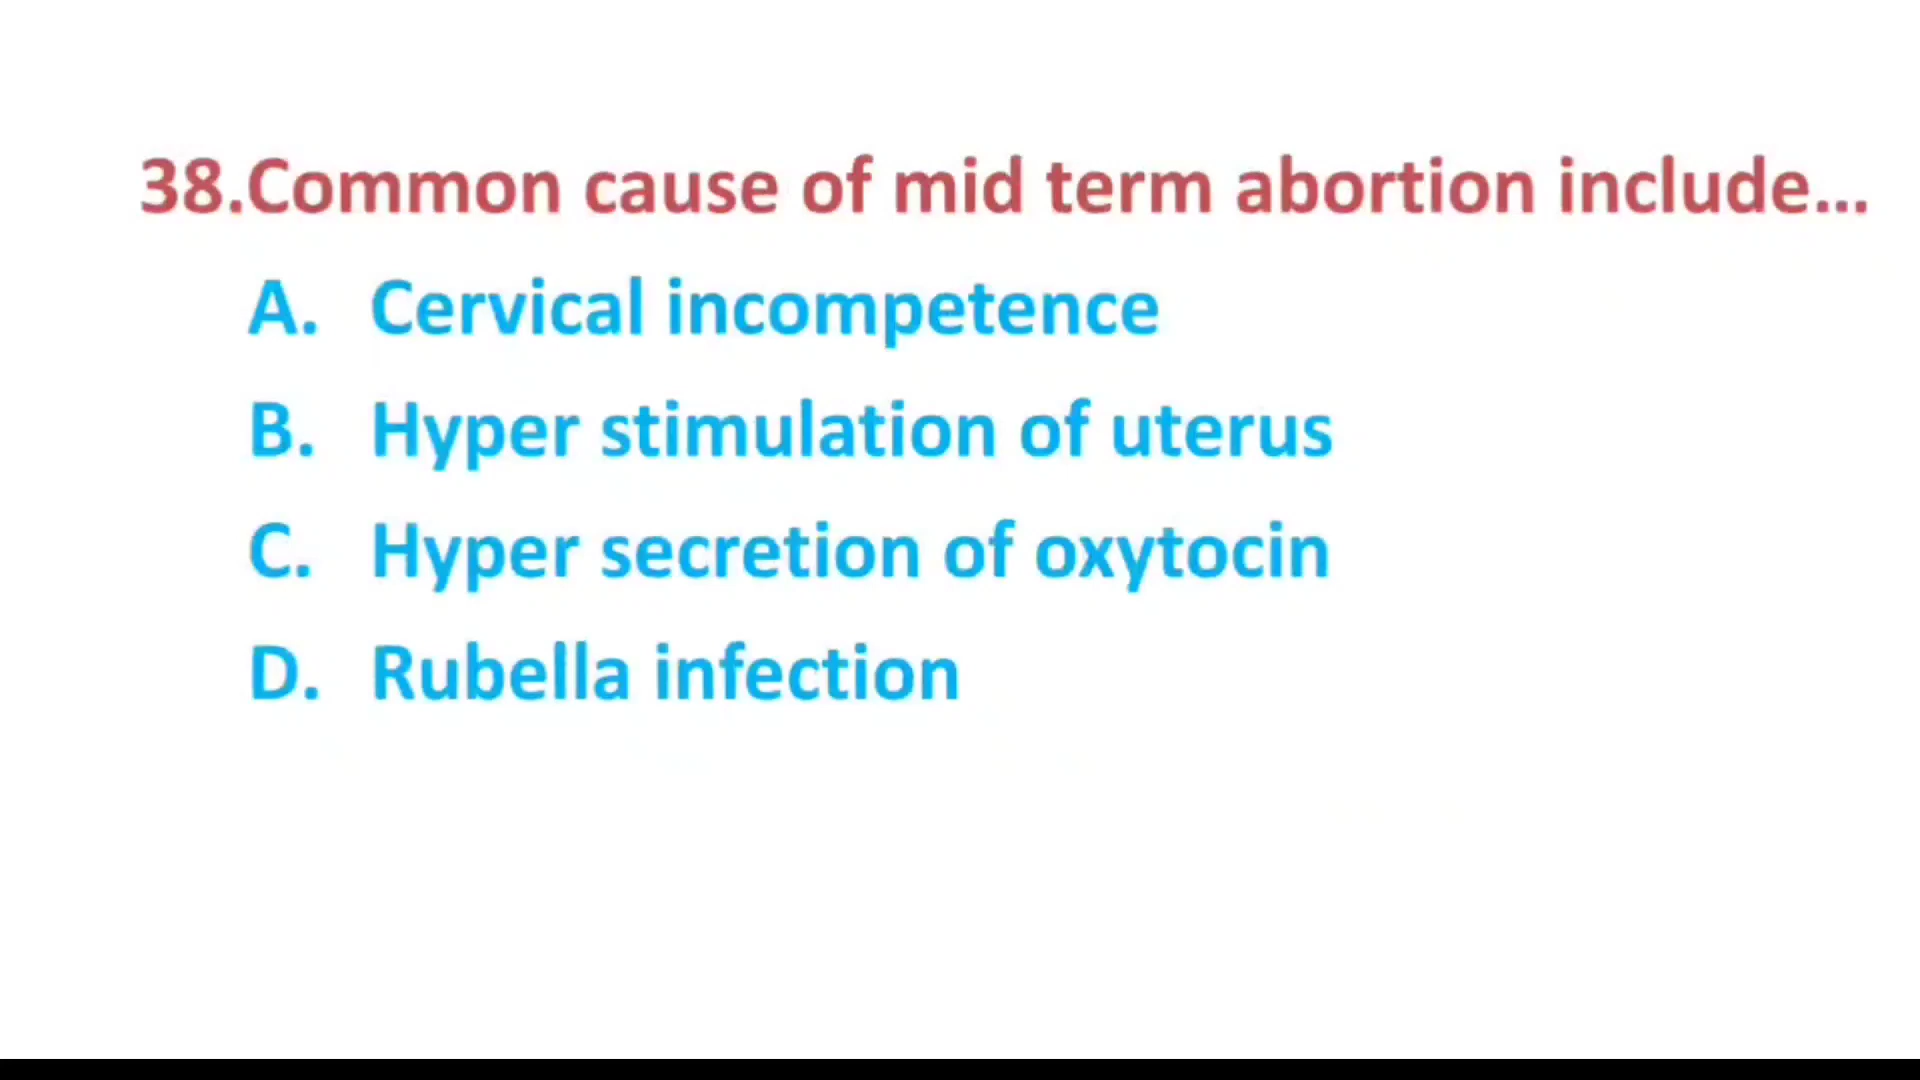 38.Common cause of mid term abortion include...
A. Cervical incompetence
B. Hyper stimulation of uterus
C. Hyper secretion of oxytocin
D. Rubella infection